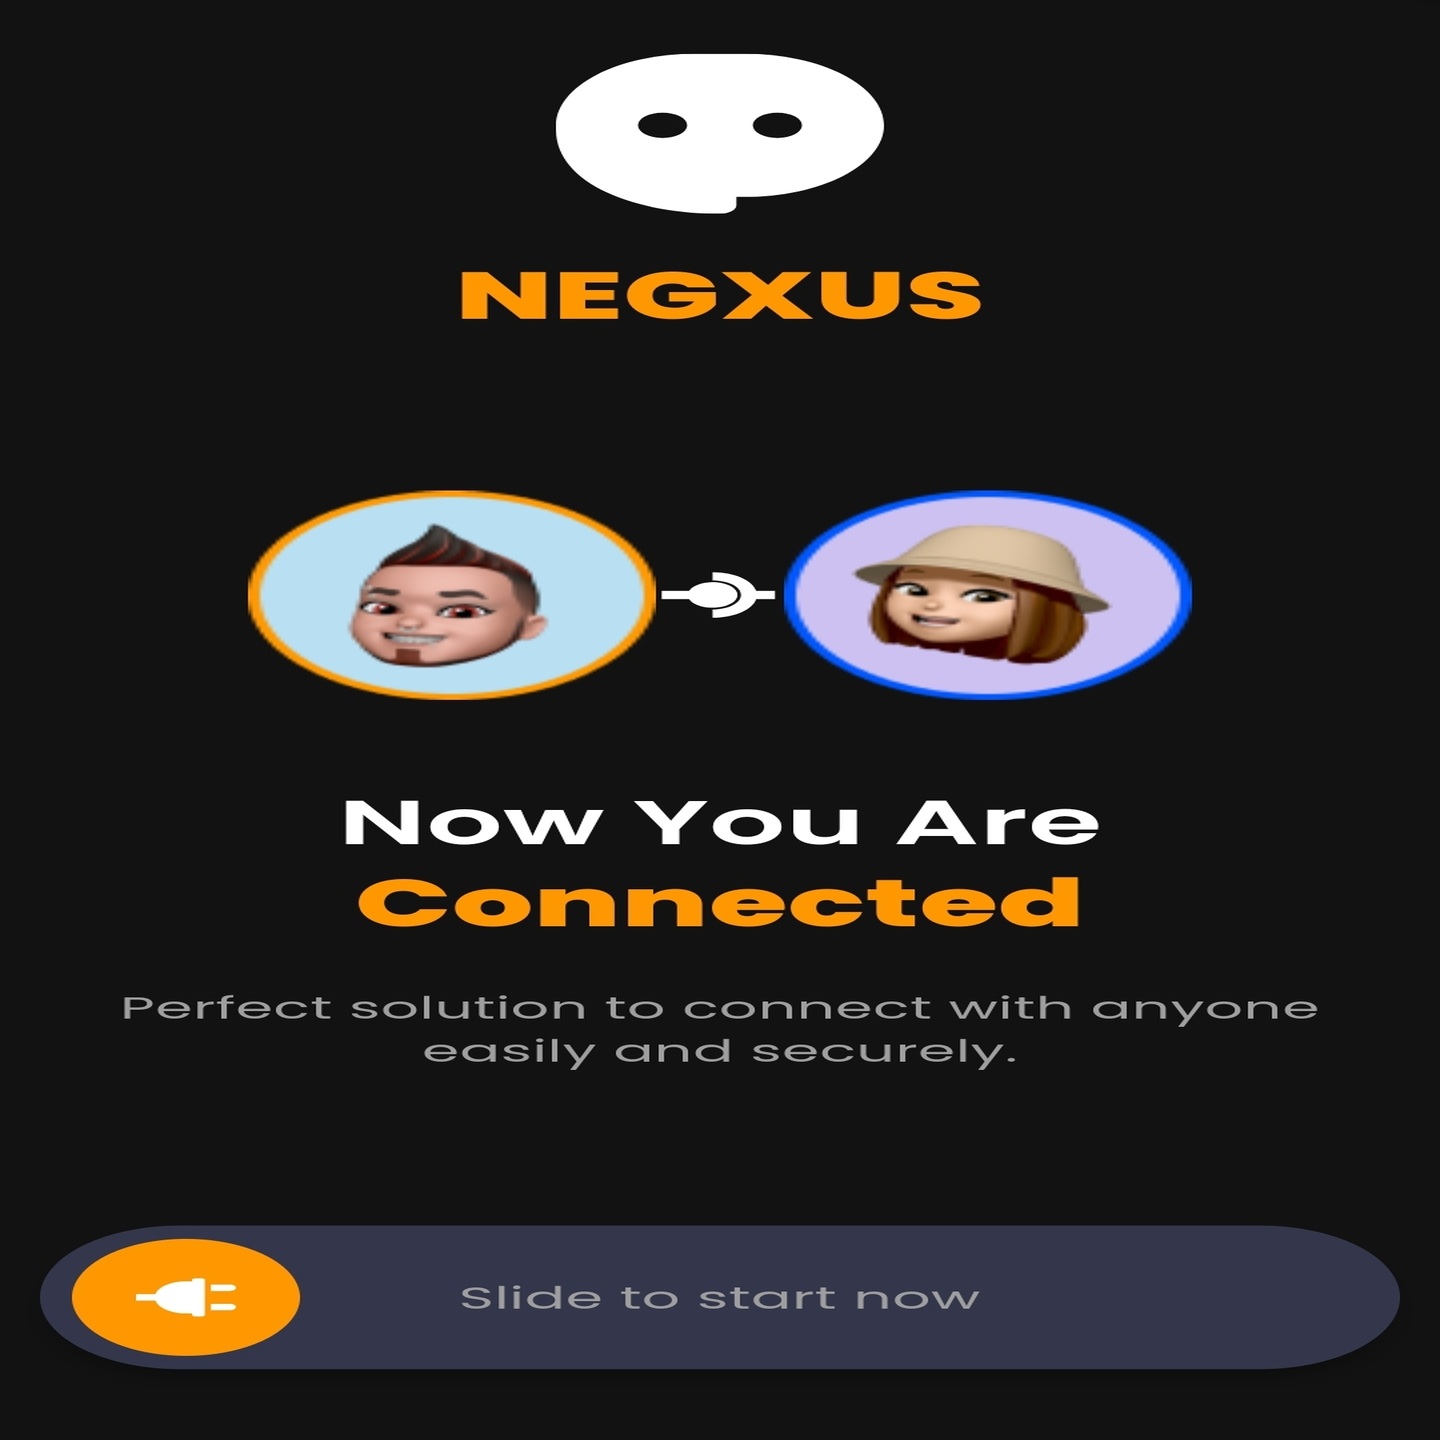 NEGXUS
Now You Are
Connected
Perfect solution to connect with anyone
easily and securely.
Slide to start now